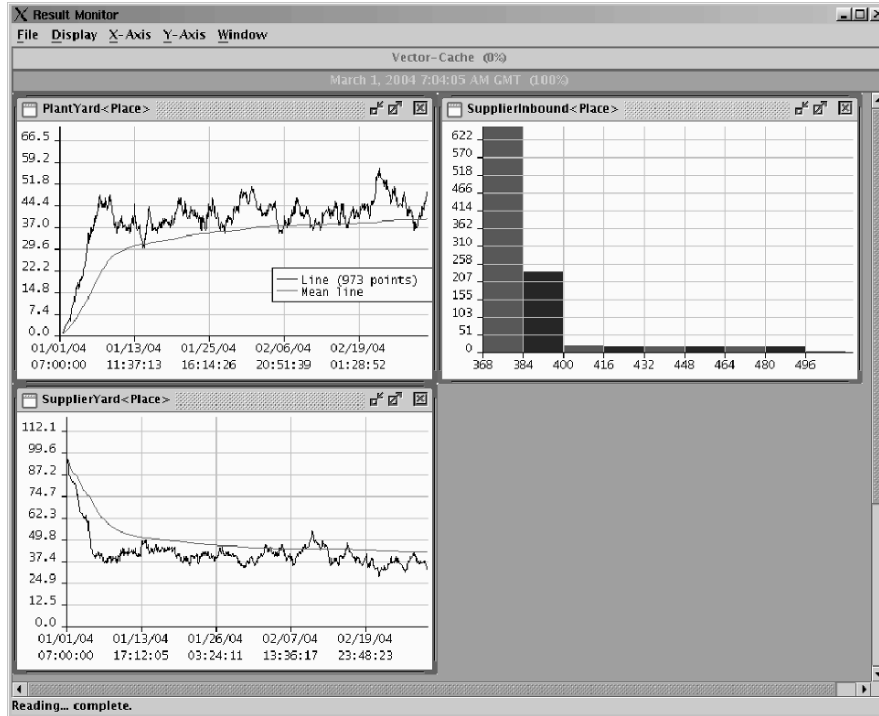 Result Monitor
File Display X-Axis Y-Axis Window
Vector-Cache (0%)
March 1, 2004 7:04:05 AM GMT (100%)
PlantYard<Place>
66.5
59.2
51.8
44.4
37.0
29.6
22.2
14.8
7.4
0.0
Line (973 points)
Mean line
01/01/04 01/13/04 01/25/04 02/06/04 02/19/04
07:00:00 11:37:13 16:14:26 20:51:39 01:28:52
SupplierInbound<Place>
622
570
518
466
414
362
310
258
207
155
103
51
0
368 384 400 416 432 448 464 480 496
SupplierYard<Place>
112.1
99.6
87.2
74.7
62.3
49.8
37.4
24.9
12.5
0.0
01/01/04 01/13/04 01/26/04 02/07/04 02/19/04
07:00:00 17:12:05 03:24:11 13:36:17 23:48:23
Reading... complete.